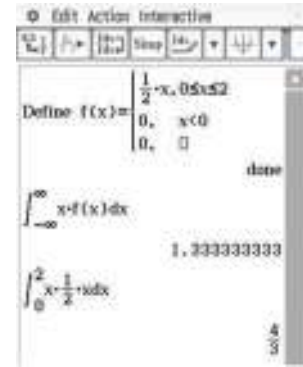 Edit Action Interactive
Simp
Define f(x)= { 1/2·x, 0≤x≤2
0, x<0
0, □
done
∫_{-∞}^{∞} x·f(x)dx
1.333333333
∫_0^2 x·1/2·xdx
4/3